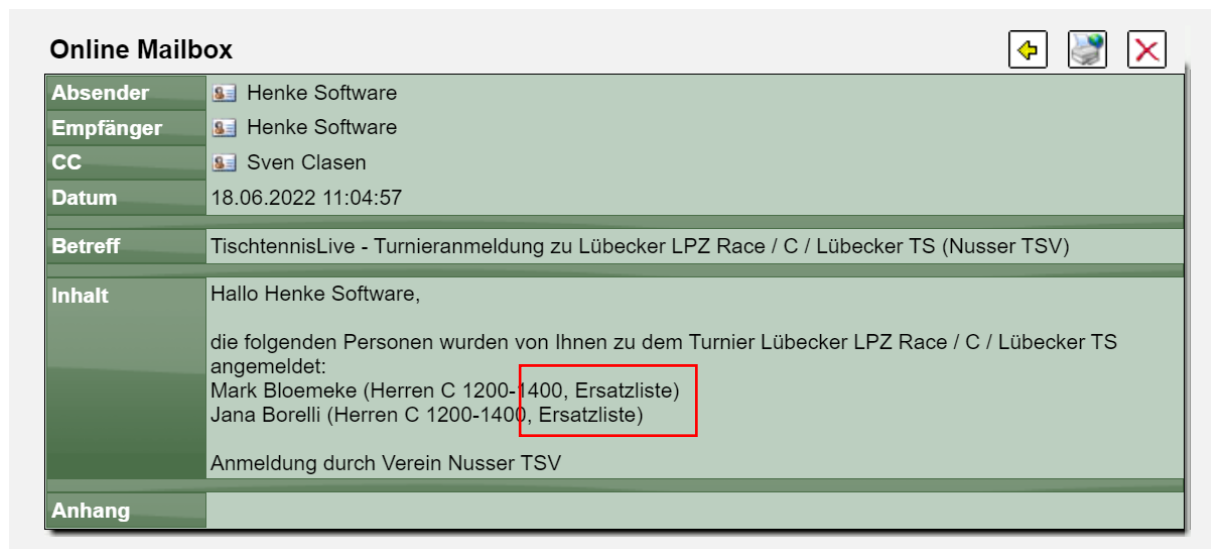 Online Mailbox
Absender Henke Software
Empfänger Henke Software
CC Sven Clasen
Datum 18.06.2022 11:04:57
Betreff TischtennisLive - Turnieranmeldung zu Lübecker LPZ Race / C / Lübecker TS (Nusser TSV)
Inhalt Hallo Henke Software,
die folgenden Personen wurden von Ihnen zu dem Turnier Lübecker LPZ Race / C / Lübecker TS
angemeldet:
Mark Bloemeke (Herren C 1200-1400, Ersatzliste)
Jana Borelli (Herren C 1200-1400, Ersatzliste)
Anmeldung durch Verein Nusser TSV
Anhang